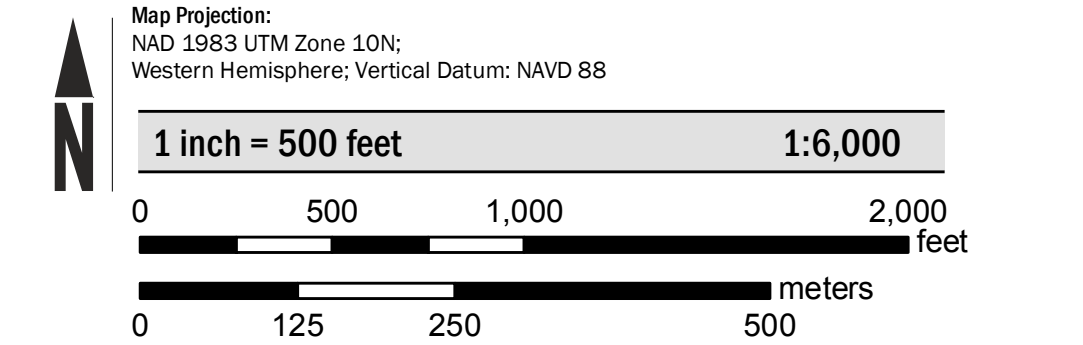 Map Projection:
NAD 1983 UTM Zone 10N;
Western Hemisphere; Vertical Datum: NAVD 88
N
1 inch = 500 feet 1:6,000
0 500 1,000 2,000
feet
meters
0 125 250 500